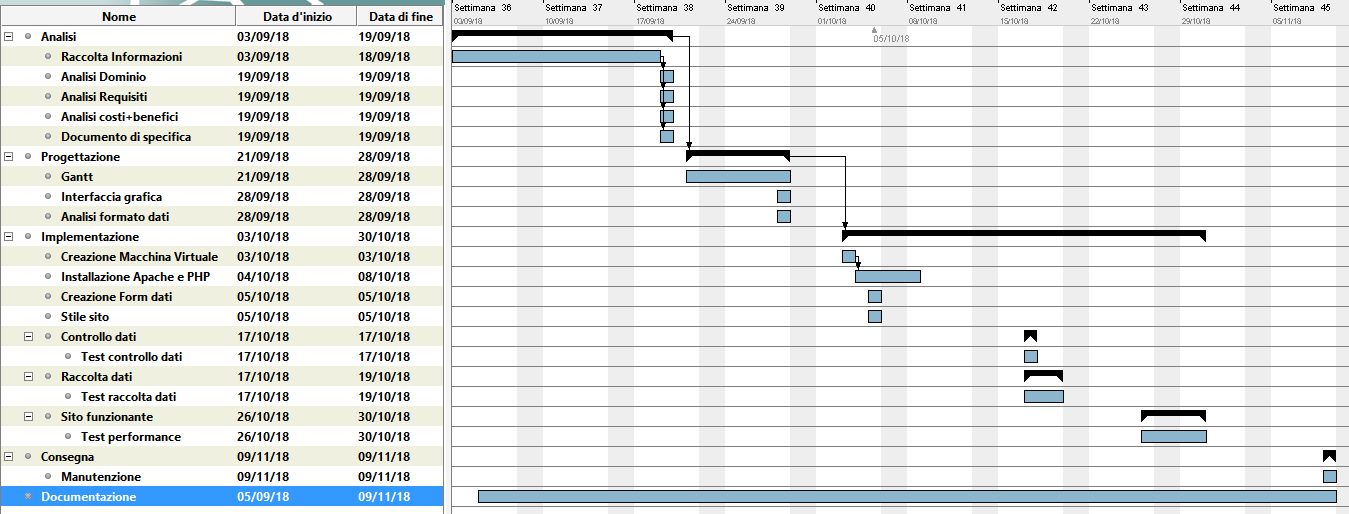 Settimana 36 Settimana 37 Settimana 38 Settimana 39 Settimana 40 Settimana 41 Settimana 42 Settimana 43 Settimana 44 Settimana 45
Nome Data d'inizio Data di fine 03/09/18 10/09/18 17/09/18 24/09/18 01/10/18 08/10/18 15/10/18 22/10/18 29/10/18 05/11/18
Analisi 03/09/18 19/09/18 05/10/18
Raccolta Informazioni 03/09/18 18/09/18
Analisi Dominio 19/09/18 19/09/18
Analisi Requisiti 19/09/18 19/09/18
Analisi costi+benefici 19/09/18 19/09/18
Documento di specifica 19/09/18 19/09/18
Progettazione 21/09/18 28/09/18
Gantt 21/09/18 28/09/18
Interfaccia grafica 28/09/18 28/09/18
Analisi formato dati 28/09/18 28/09/18
Implementazione 03/10/18 30/10/18
Creazione Macchina Virtuale 03/10/18 03/10/18
Installazione Apache e PHP 04/10/18 08/10/18
Creazione Form dati 05/10/18 05/10/18
Stile sito 05/10/18 05/10/18
Controllo dati 17/10/18 17/10/18
Test controllo dati 17/10/18 17/10/18
Raccolta dati 17/10/18 19/10/18
Test raccolta dati 17/10/18 19/10/18
Sito funzionante 26/10/18 30/10/18
Test performance 26/10/18 30/10/18
Consegna 09/11/18 09/11/18
Manutenzione 09/11/18 09/11/18
Documentazione 05/09/18 09/11/18